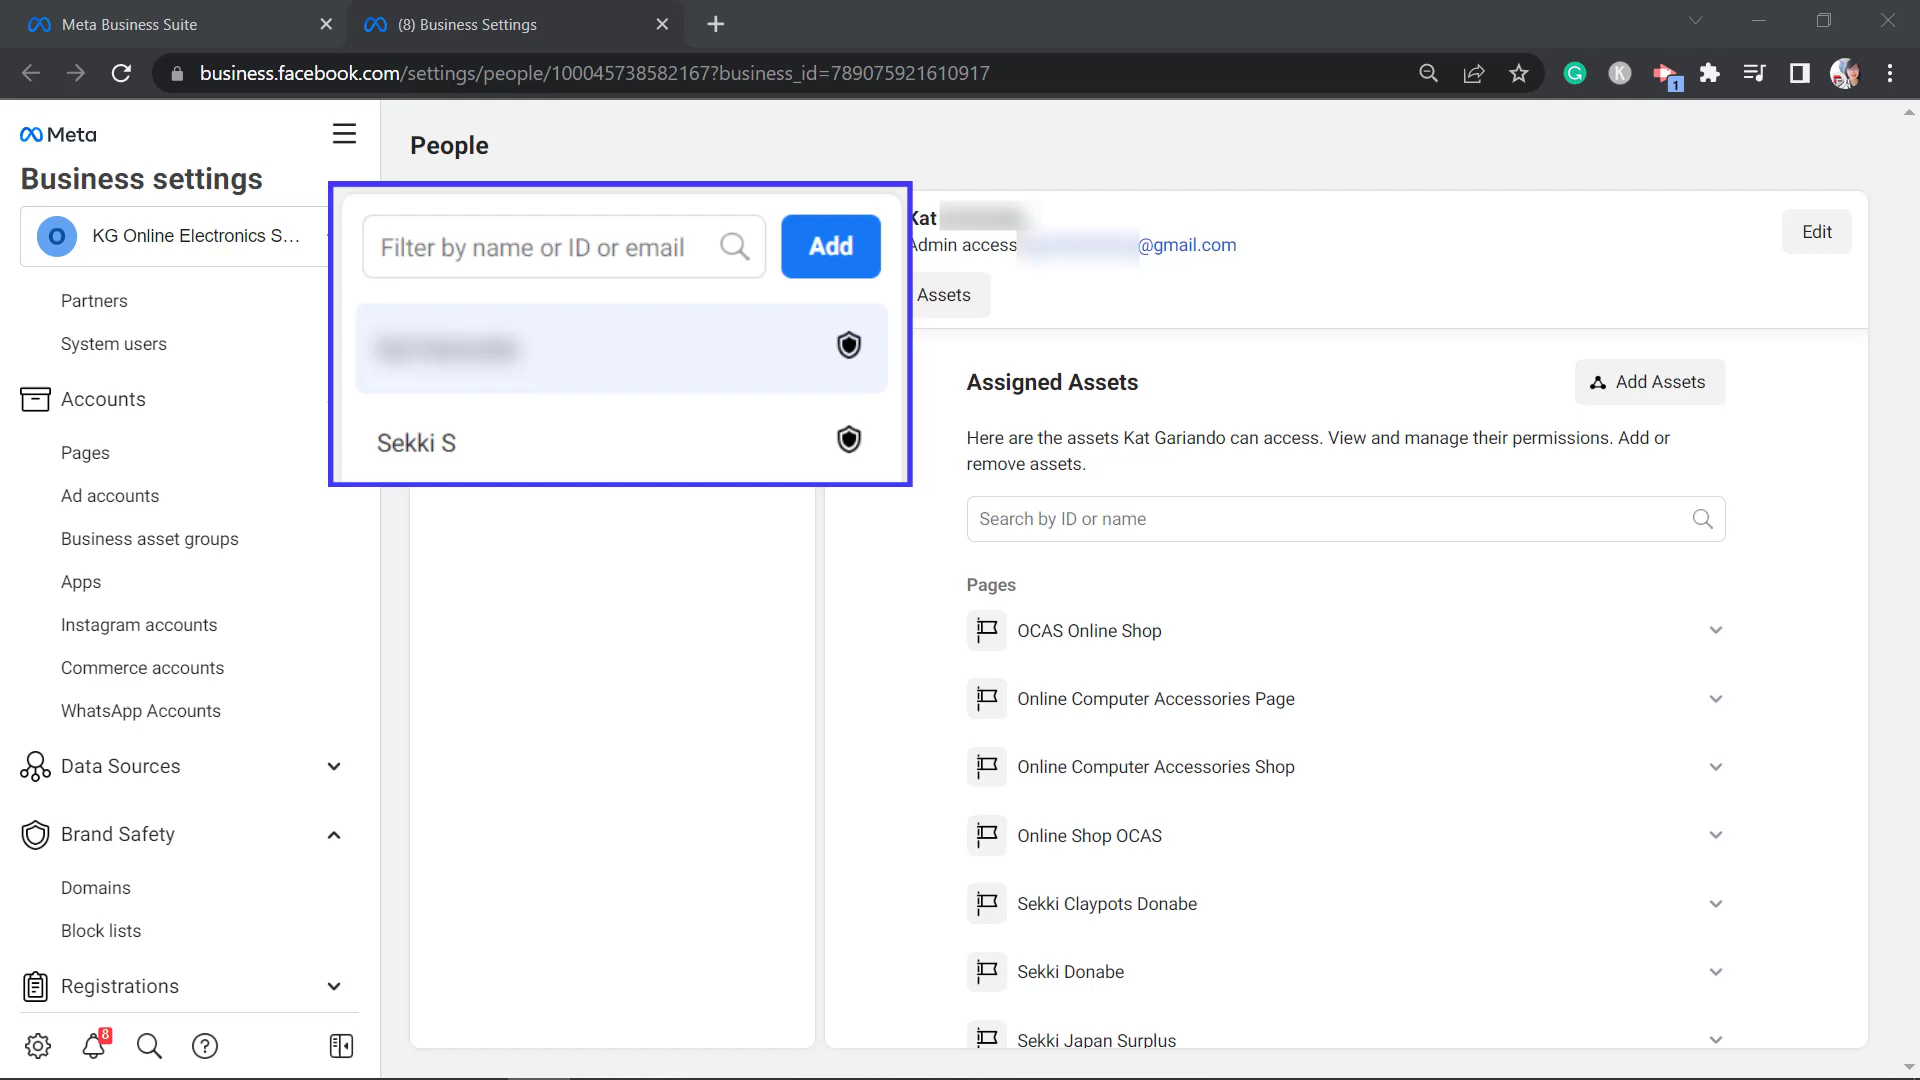 Meta Business Suite
(8) Business Settings
business.facebook.com/settings/people/100045738582167?business_id=789075921610917
G
K
1
Meta
Business settings
O
KG Online Electronics S...
Partners
System users
Accounts
Pages
Ad accounts
Business asset groups
Apps
Instagram accounts
Commerce accounts
WhatsApp Accounts
Data Sources
Brand Safety
Domains
Block lists
Registrations
8
?
People
Filter by name or ID or email
Add
Sekki S
Kat
Admin access
@gmail.com
Edit
Assets
Assigned Assets
Add Assets
Here are the assets Kat Gariando can access. View and manage their permissions. Add or
remove assets.
Search by ID or name
Pages
OCAS Online Shop
Online Computer Accessories Page
Online Computer Accessories Shop
Online Shop OCAS
Sekki Claypots Donabe
Sekki Donabe
Sekki Japan Surplus